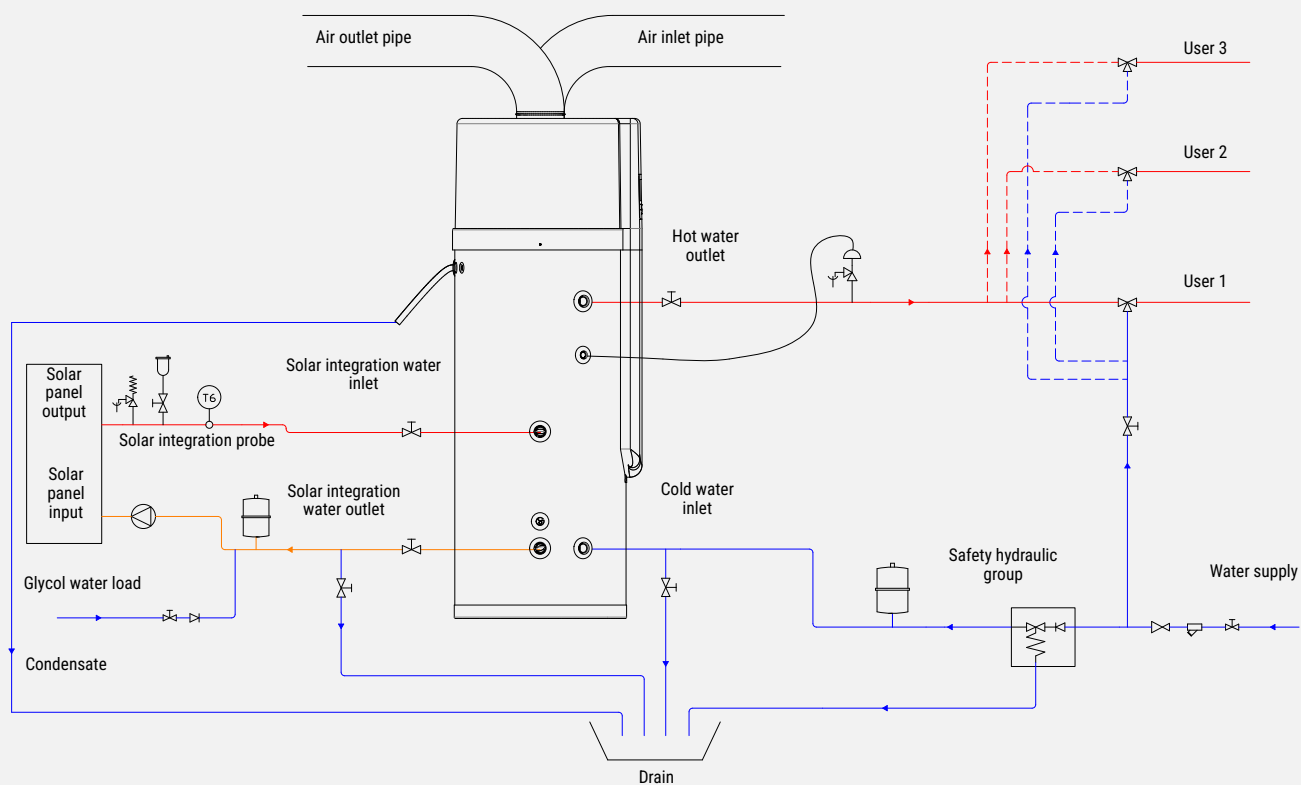 Air outlet pipe
Air inlet pipe
User 3
User 2
Hot water
outlet
User 1
Solar integration water
inlet
Solar
panel
output
T6
Solar integration probe
Solar
panel
input
Solar integration
water outlet
Cold water
inlet
Glycol water load
Safety hydraulic
group
Water supply
Condensate
Drain